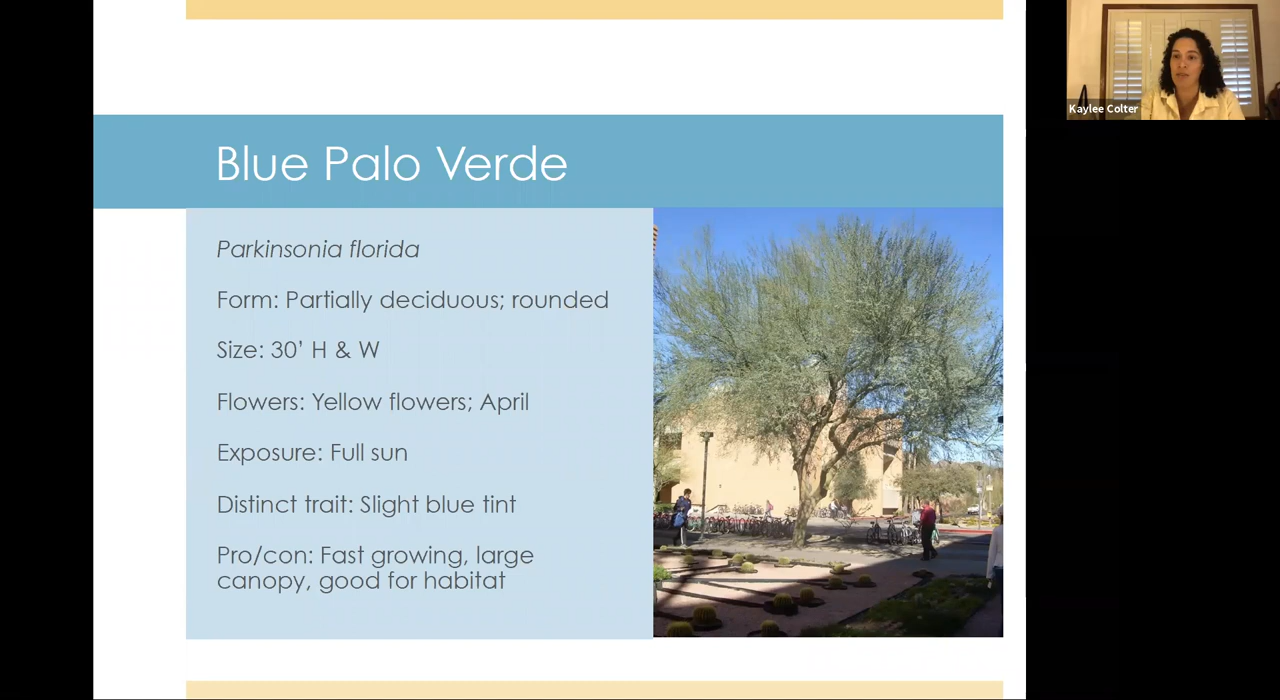 Blue Palo Verde
Parkinsonia florida
Form: Partially deciduous; rounded
Size: 30’ H & W
Flowers: Yellow flowers; April
Exposure: Full sun
Distinct trait: Slight blue tint
Pro/con: Fast growing, large
canopy, good for habitat
Kaylee Colter